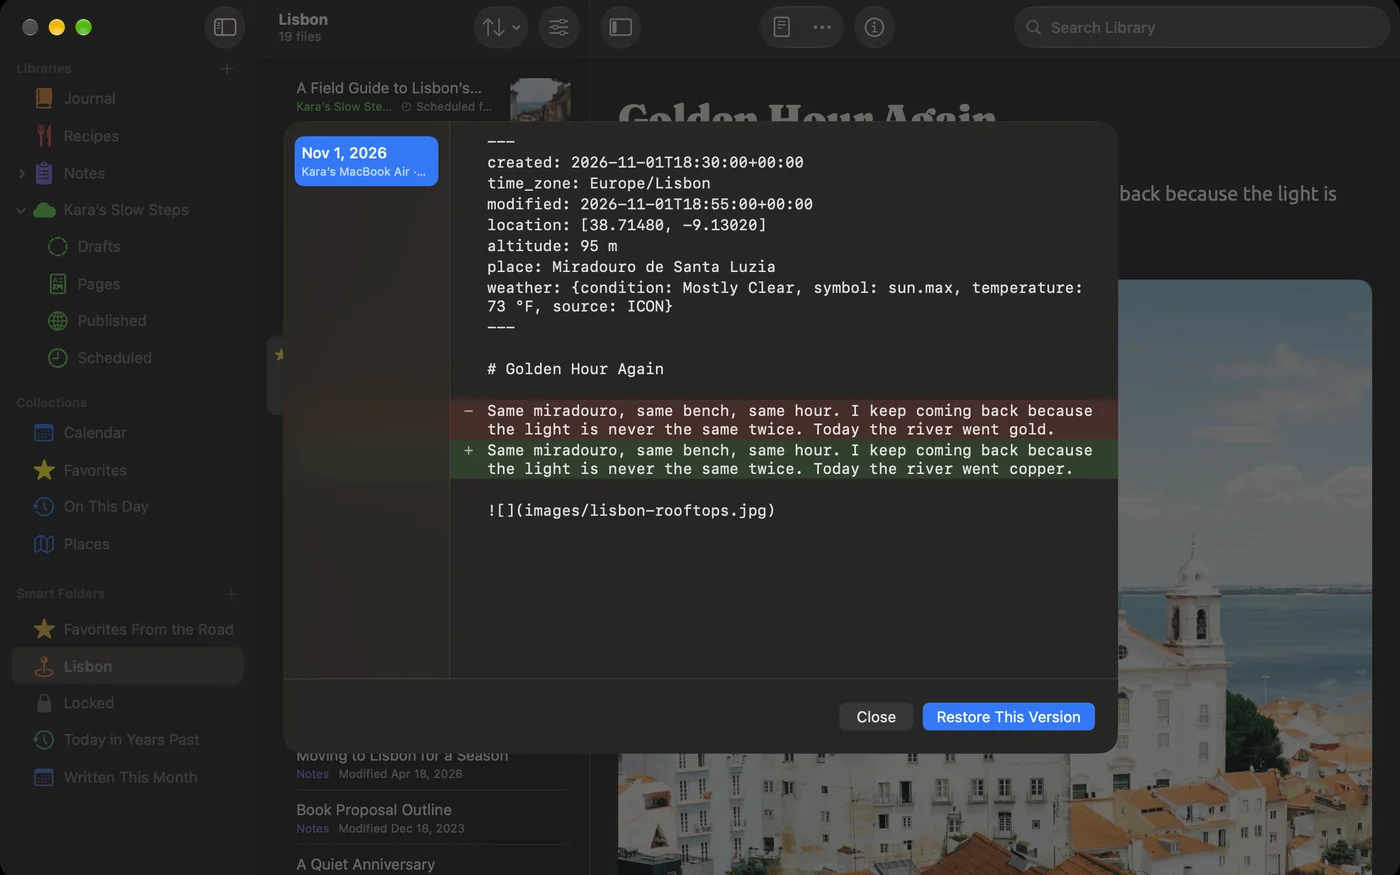 Lisbon
19 files
Search Library
Libraries
Journal
Recipes
Notes
Kara's Slow Steps
Drafts
Pages
Published
Scheduled
Collections
Calendar
Favorites
On This Day
Places
Smart Folders
Favorites From the Road
Lisbon
Locked
Today in Years Past
Written This Month
A Field Guide to Lisbon's...
Kara's Slow Ste... Scheduled f...
Golden Hour Again
back because the light is
Nov 1, 2026
Kara's MacBook Air ·...
---
created: 2026-11-01T18:30:00+00:00
time_zone: Europe/Lisbon
modified: 2026-11-01T18:55:00+00:00
location: [38.71480, -9.13020]
altitude: 95 m
place: Miradouro de Santa Luzia
weather: {condition: Mostly Clear, symbol: sun.max, temperature:
73 °F, source: ICON}
---
# Golden Hour Again
- Same miradouro, same bench, same hour. I keep coming back because
the light is never the same twice. Today the river went gold.
+ Same miradouro, same bench, same hour. I keep coming back because
the light is never the same twice. Today the river went copper.
![](images/lisbon-rooftops.jpg)
Close
Restore This Version
Moving to Lisbon for a Season
Notes Modified Apr 18, 2026
Book Proposal Outline
Notes Modified Dec 18, 2023
A Quiet Anniversary